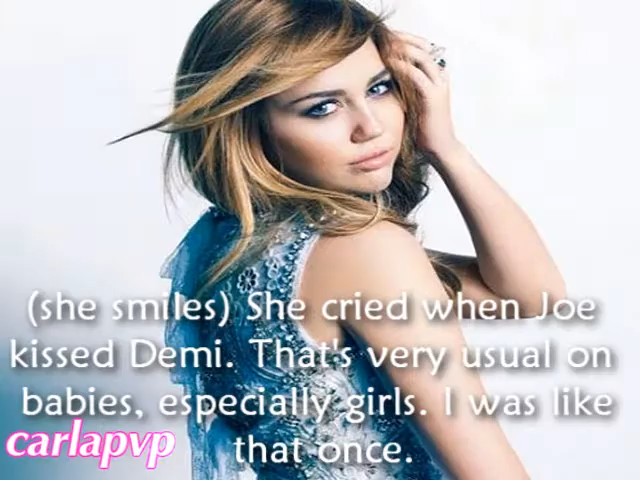 (she smiles) She cried when Joe
kissed Demi. That's very usual on
babies, especially girls. I was like
that once.
carlapvp